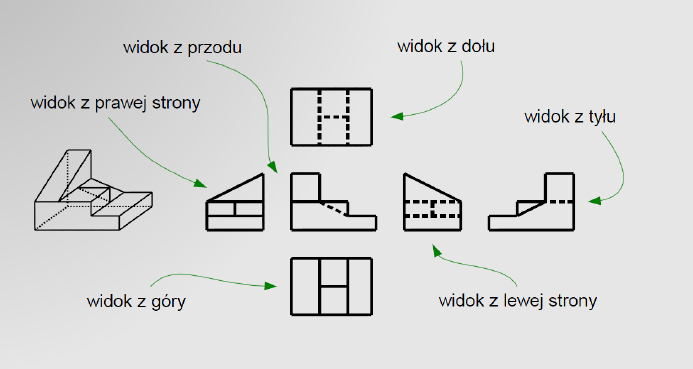 widok z przodu
widok z dołu
widok z prawej strony
widok z tyłu
widok z góry
widok z lewej strony